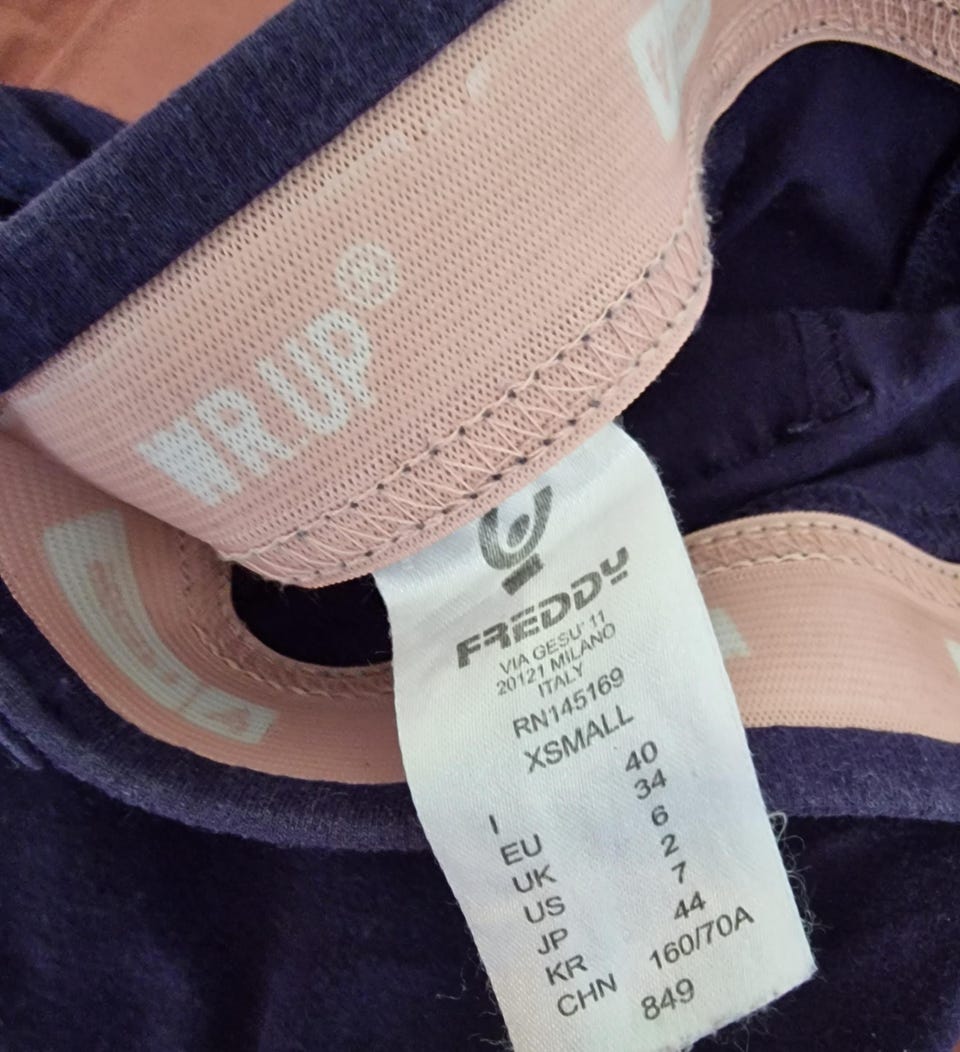 WR.UP®
FREDDY
VIA GESU' 11
20121 MILANO
ITALY
RN145169
XSMALL
I 40
EU 34
UK 6
US 2
JP 7
KR 44
CHN 160/70A
849